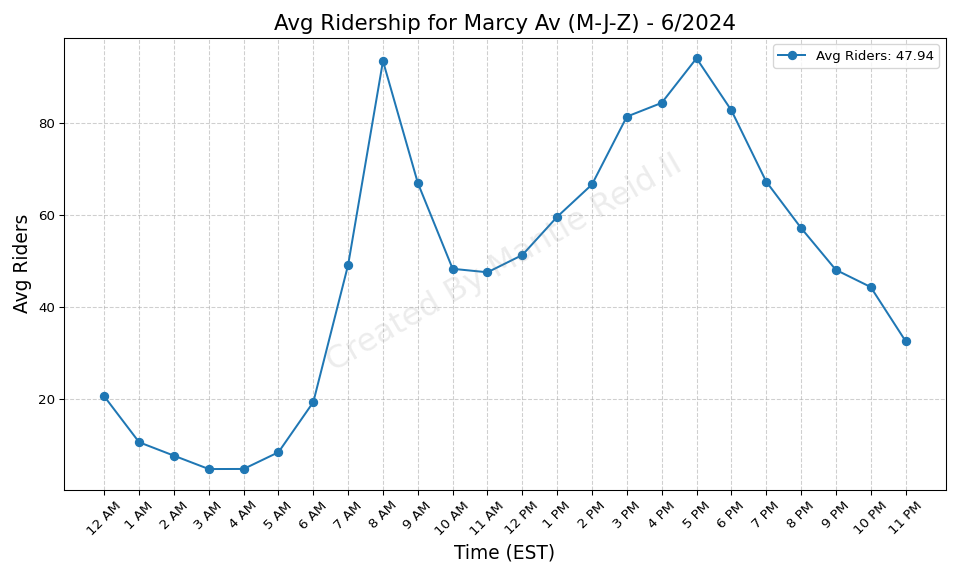 Avg Ridership for Marcy Av (M-J-Z) - 6/2024
Avg Riders: 47.94
Avg Riders
80
60
40
20
Created By Mantie Reid II
12 AM
1 AM
2 AM
3 AM
4 AM
5 AM
6 AM
7 AM
8 AM
9 AM
10 AM
11 AM
12 PM
1 PM
2 PM
3 PM
4 PM
5 PM
6 PM
7 PM
8 PM
9 PM
10 PM
11 PM
Time (EST)